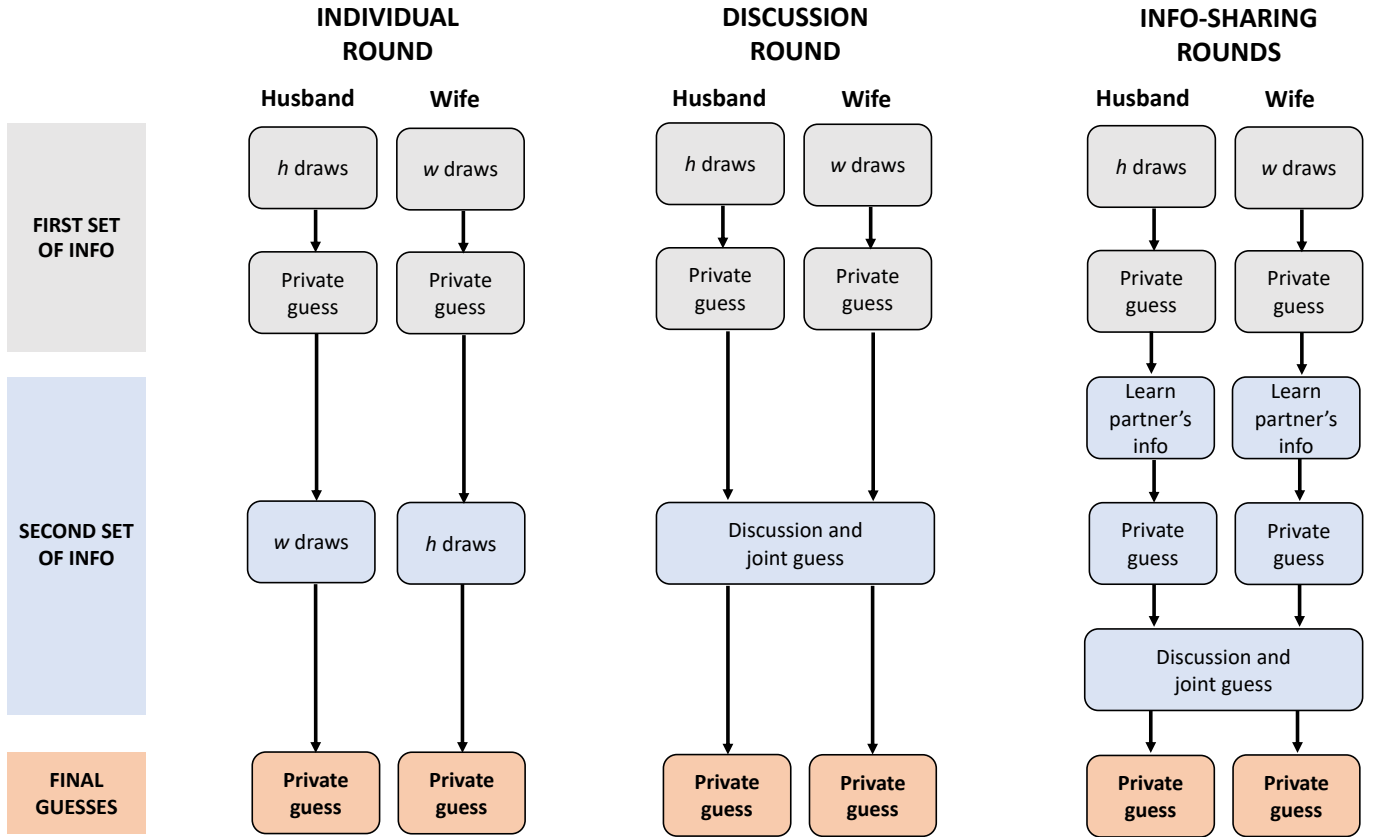 INDIVIDUAL
ROUND
DISCUSSION
ROUND
INFO-SHARING
ROUNDS
Husband
Wife
Husband
Wife
Husband
Wife
FIRST SET
OF INFO
h draws
w draws
h draws
w draws
h draws
w draws
Private
guess
Private
guess
Private
guess
Private
guess
Private
guess
Private
guess
SECOND SET
OF INFO
Learn
partner’s
info
Learn
partner’s
info
w draws
h draws
Discussion and
joint guess
Private
guess
Private
guess
Discussion and
joint guess
FINAL
GUESSES
Private
guess
Private
guess
Private
guess
Private
guess
Private
guess
Private
guess